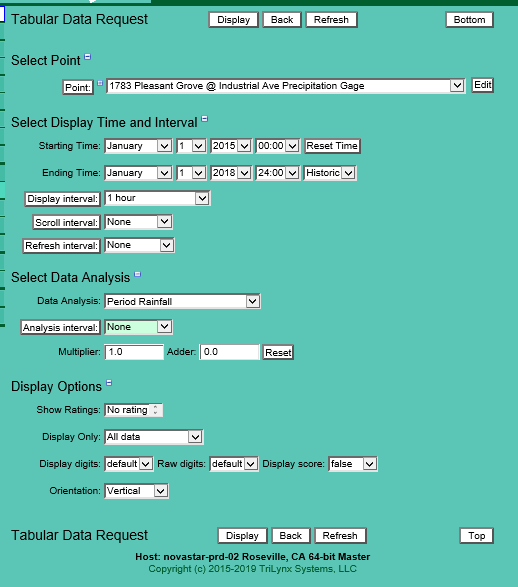 Tabular Data Request Display Back Refresh Bottom
Select Point
Point: 1783 Pleasant Grove @ Industrial Ave Precipitation Gage Edit
Select Display Time and Interval
Starting Time: January 1 2015 00:00 Reset Time
Ending Time: January 1 2018 24:00 Historic
Display interval: 1 hour
Scroll interval: None
Refresh interval: None
Select Data Analysis
Data Analysis: Period Rainfall
Analysis interval: None
Multiplier: 1.0 Adder: 0.0 Reset
Display Options
Show Ratings: No rating
Display Only: All data
Display digits: default Raw digits: default Display score: false
Orientation: Vertical
Tabular Data Request Display Back Refresh Top
Host: novastar-prd-02 Roseville, CA 64-bit Master
Copyright (c) 2015-2019 TriLynx Systems, LLC